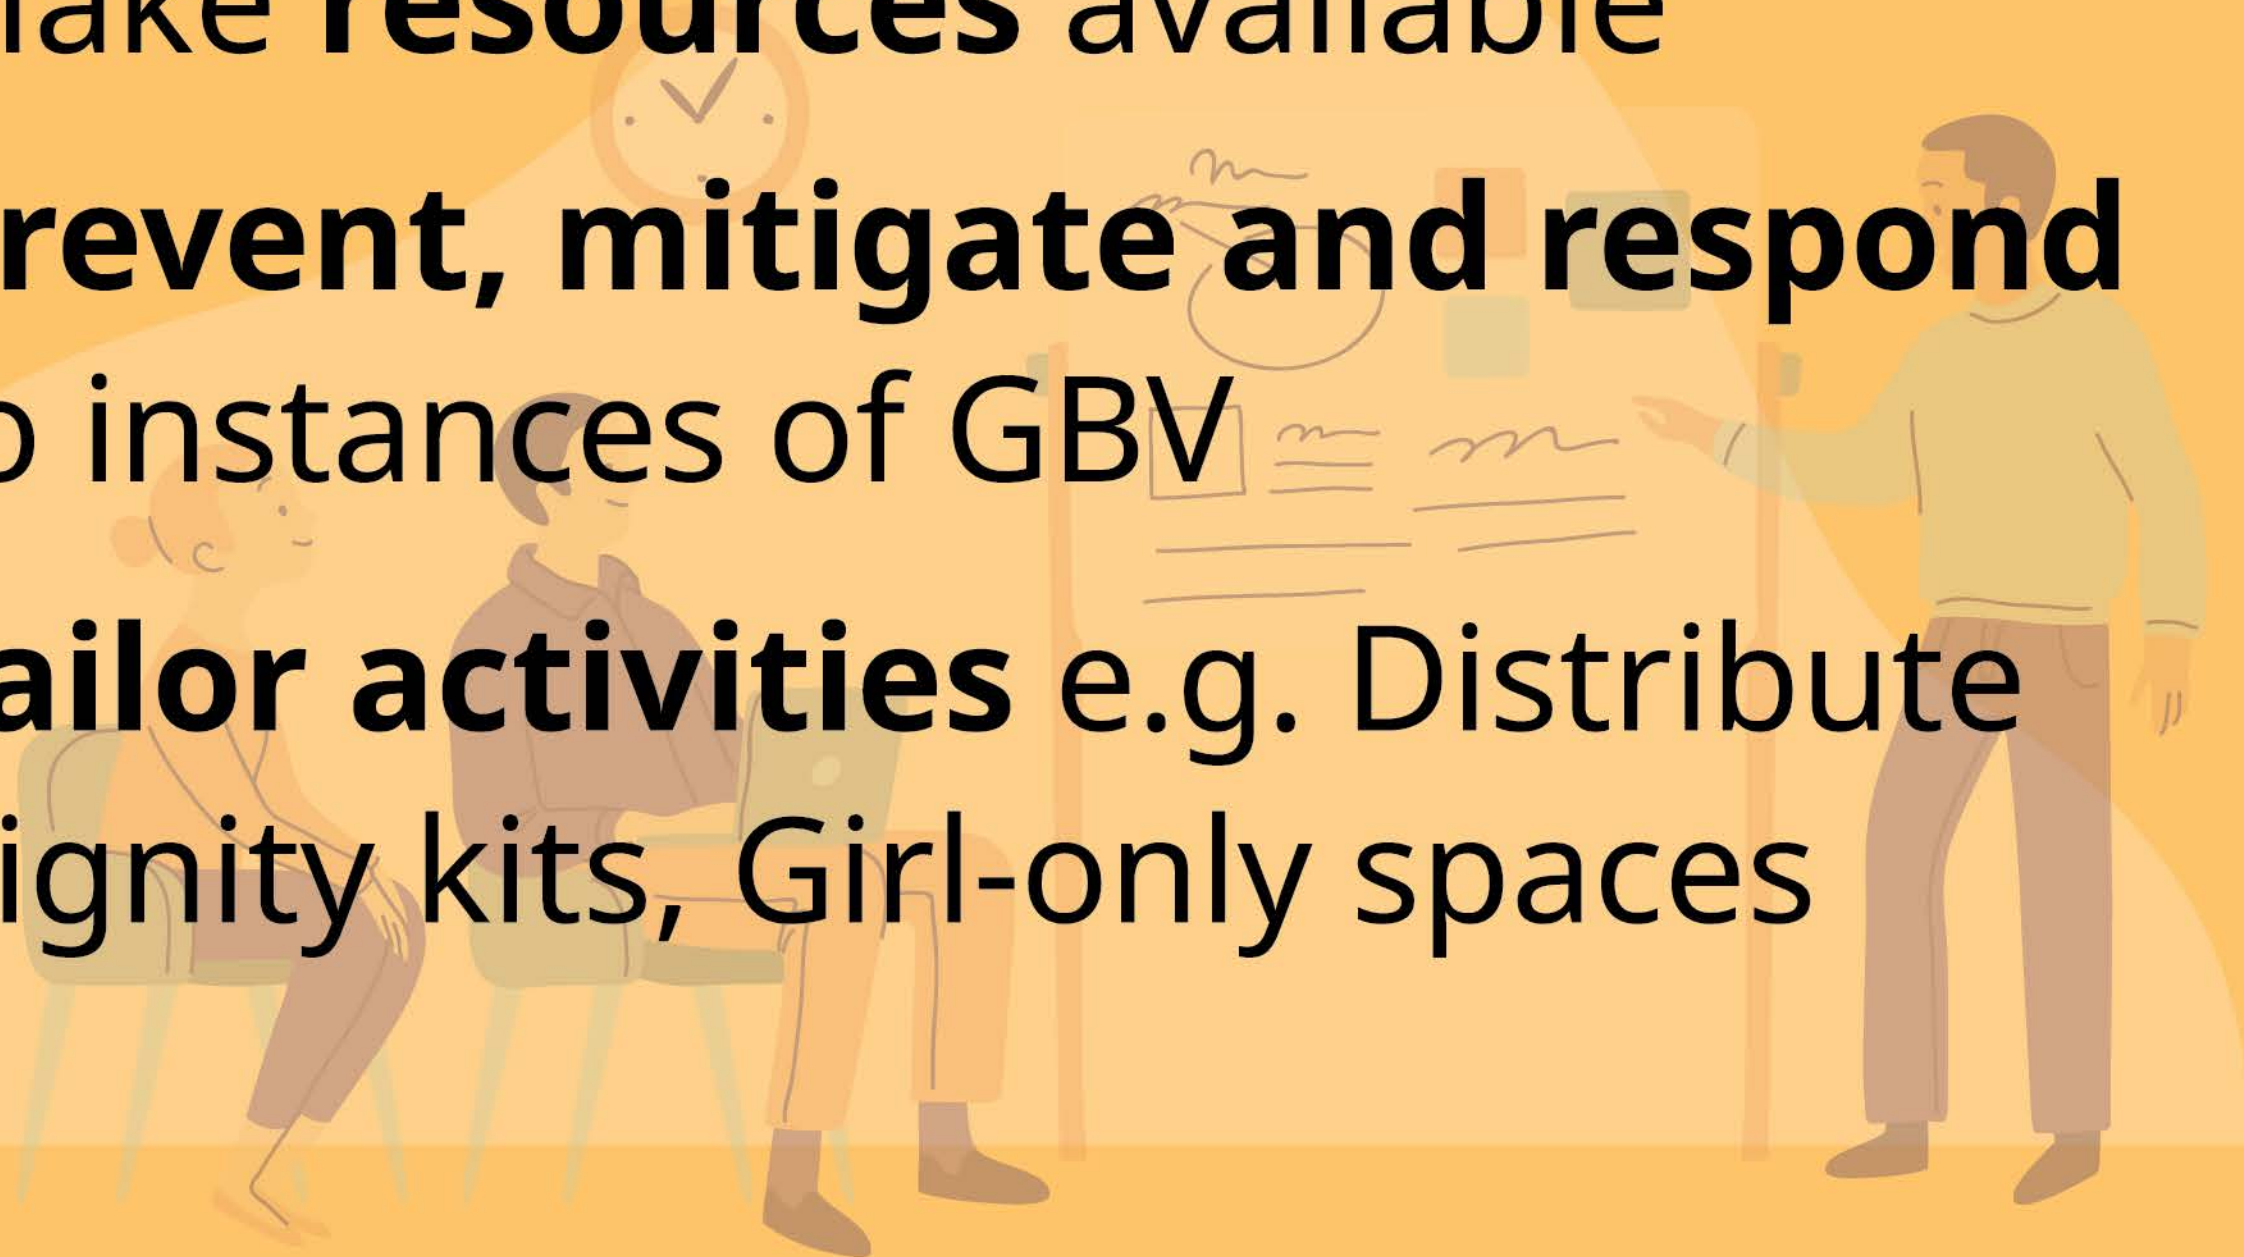 ake resources available
revent, mitigate and respond
o instances of GBV
ailor activities e.g. Distribute
ignity kits, Girl-only spaces